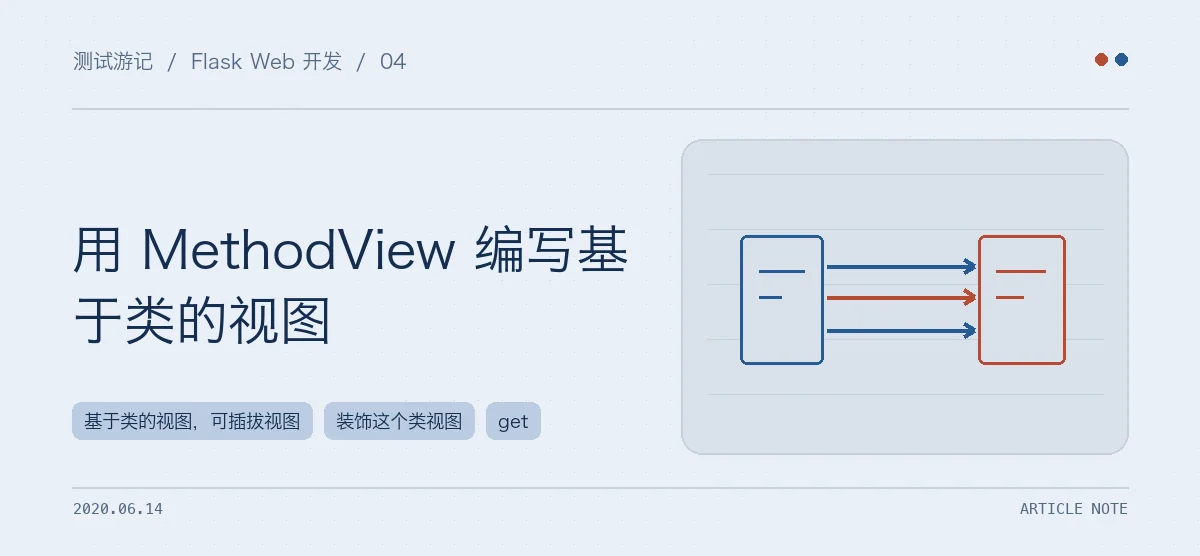 测试游记 / Flask Web 开发 / 04
用 MethodView 编写基
于类的视图
基于类的视图，可插拔视图 装饰这个类视图 get
2020.06.14 ARTICLE NOTE